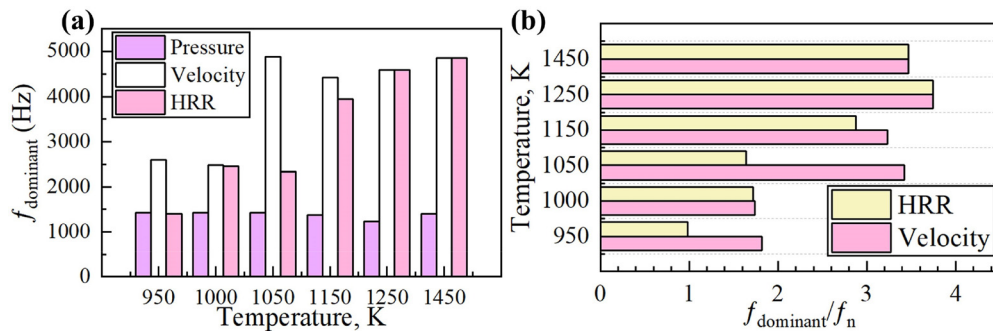 (a)
Pressure
Velocity
HRR
5000
4000
3000
2000
1000
0
f_dominant (Hz)
950 1000 1050 1150 1250 1450
Temperature, K
(b)
Temperature, K
1450
1250
1150
1050
1000
950
HRR
Velocity
0 1 2 3 4
f_dominant/f_n